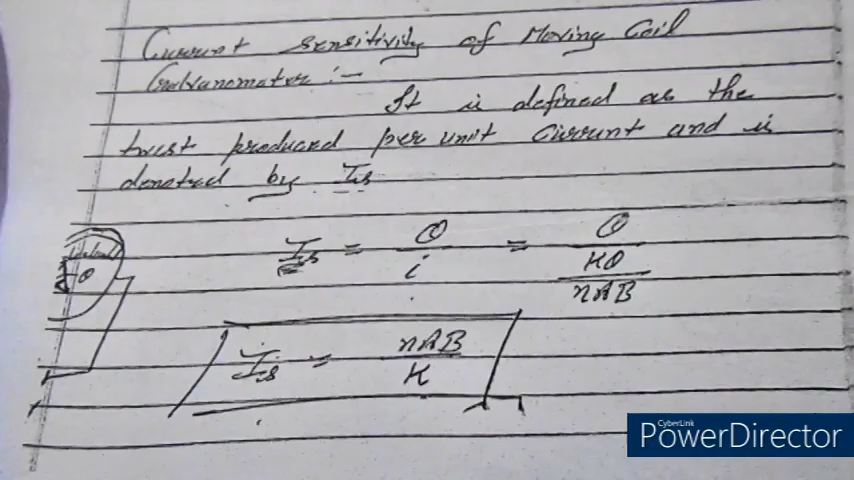 Current sensitivity of Moving Coil
Galvanometer :-
It is defined as the
twist produced per unit current and is
denoted by Is
Is = θ / i = θ / (Kθ / nAB)
θ
Is = nAB / K
CyberLink
PowerDirector